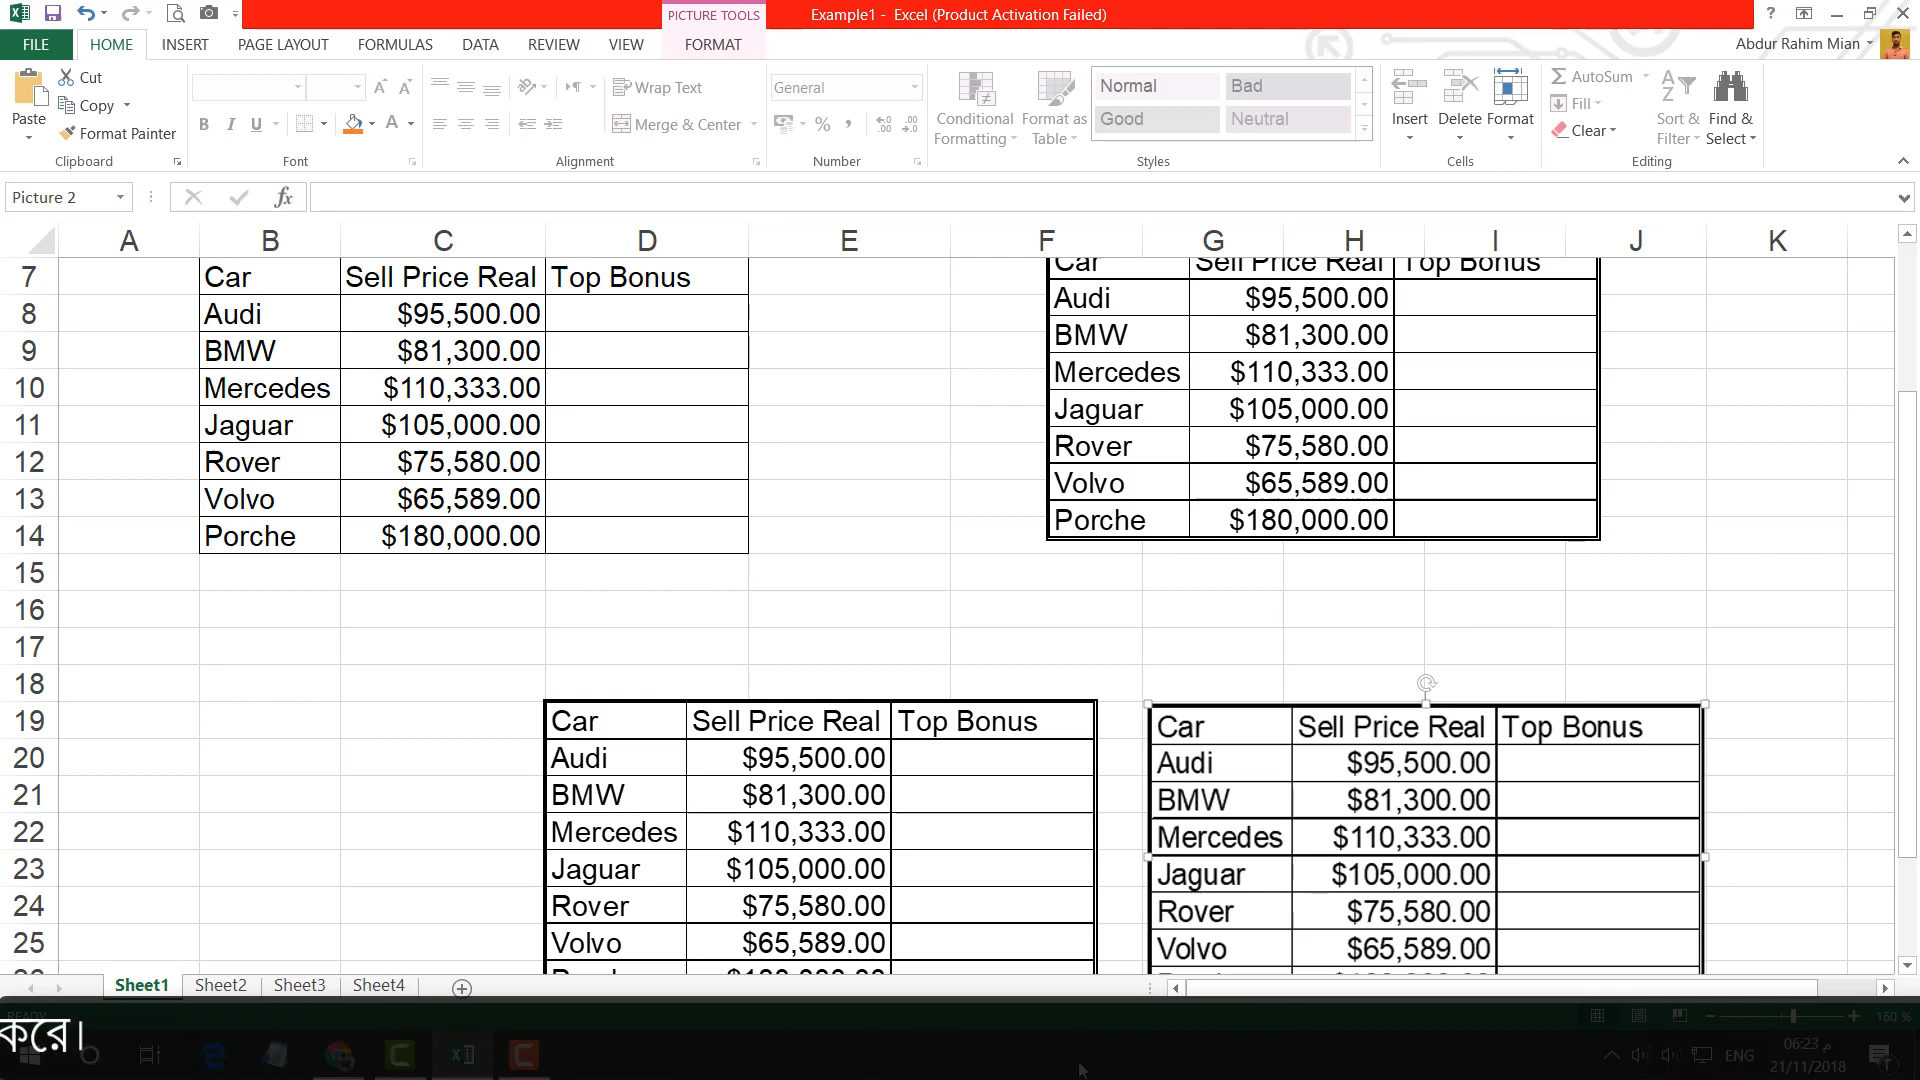 PICTURE TOOLS
Example1 - Excel (Product Activation Failed)
FILE HOME INSERT PAGE LAYOUT FORMULAS DATA REVIEW VIEW FORMAT
Abdur Rahim Mian
Paste Cut Copy Format Painter
B I U
Wrap Text
Merge & Center
General
%
Conditional Formatting
Format as Table
Normal Bad
Good Neutral
Insert Delete Format
AutoSum
Fill
Clear
Sort & Filter
Find & Select
Clipboard Font Alignment Number Styles Cells Editing
Picture 2
fx
A B C D E F G H I J K
7 Car Sell Price Real Top Bonus Car Sell Price Real Top Bonus
8 Audi $95,500.00 Audi $95,500.00
9 BMW $81,300.00 BMW $81,300.00
10 Mercedes $110,333.00 Mercedes $110,333.00
11 Jaguar $105,000.00 Jaguar $105,000.00
12 Rover $75,580.00 Rover $75,580.00
13 Volvo $65,589.00 Volvo $65,589.00
14 Porche $180,000.00 Porche $180,000.00
15
16
17
18
19 Car Sell Price Real Top Bonus Car Sell Price Real Top Bonus
20 Audi $95,500.00 Audi $95,500.00
21 BMW $81,300.00 BMW $81,300.00
22 Mercedes $110,333.00 Mercedes $110,333.00
23 Jaguar $105,000.00 Jaguar $105,000.00
24 Rover $75,580.00 Rover $75,580.00
25 Volvo $65,589.00 Volvo $65,589.00
Sheet1 Sheet2 Sheet3 Sheet4
READY
160 %
করে।
ENG
06:23 م
21/11/2018